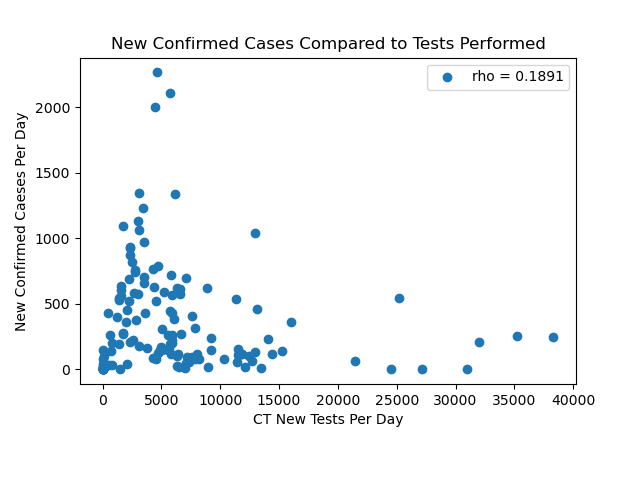 New Confirmed Cases Compared to Tests Performed
rho = 0.1891
New Confirmed Caeses Per Day
2000
1500
1000
500
0
0 5000 10000 15000 20000 25000 30000 35000 40000
CT New Tests Per Day